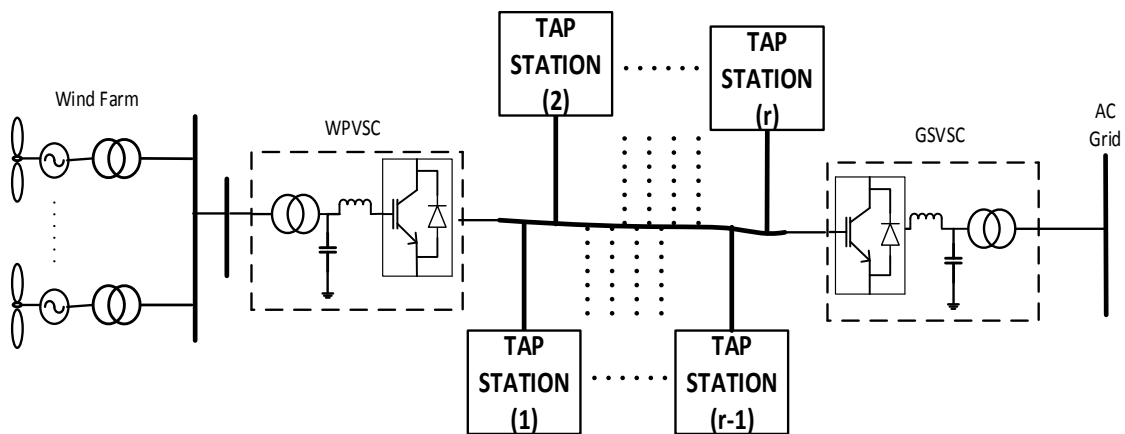 TAP
STATION
(2)
TAP
STATION
(r)
Wind Farm
WPVSC
GSVSC
AC
Grid
TAP
STATION
(1)
TAP
STATION
(r-1)